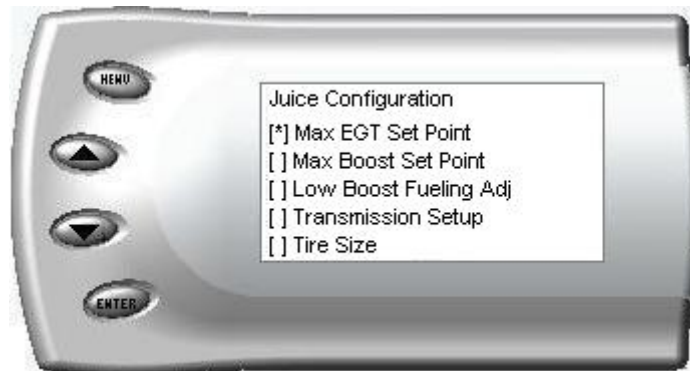 MENU
Juice Configuration
[*] Max EGT Set Point
[ ] Max Boost Set Point
[ ] Low Boost Fueling Adj
[ ] Transmission Setup
[ ] Tire Size
ENTER